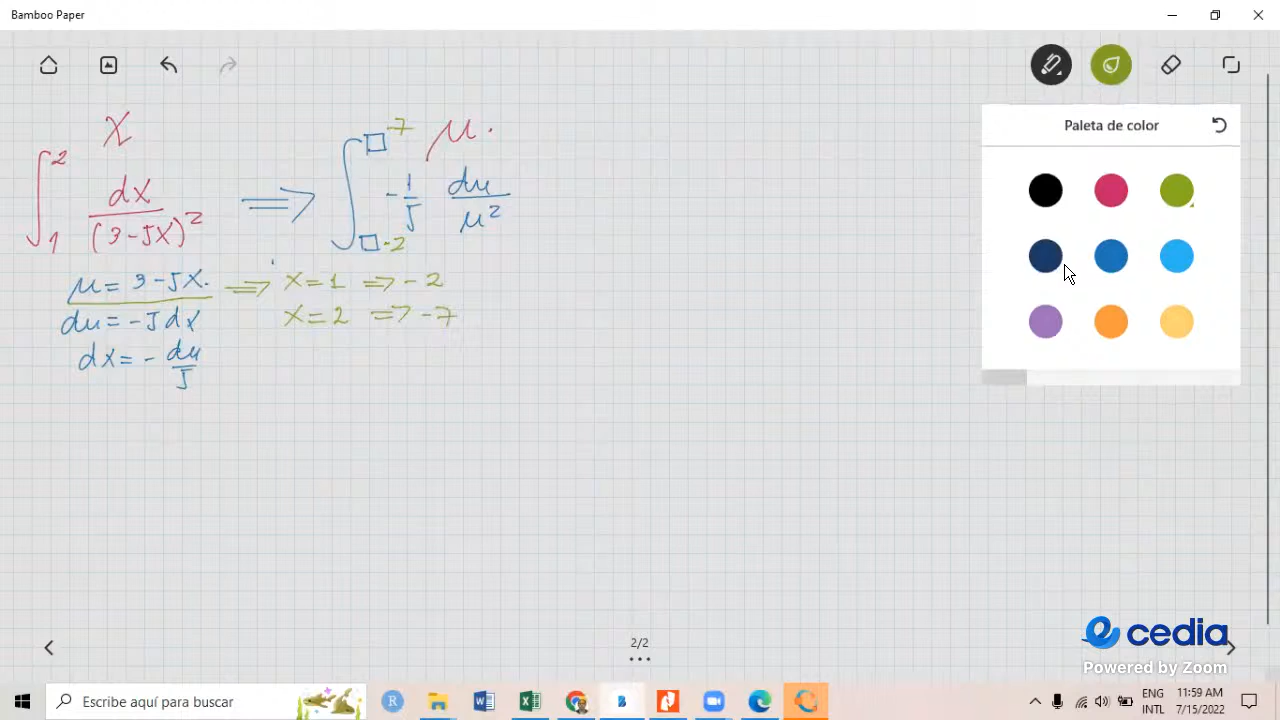 Bamboo Paper
x
μ.
∫₁² dx/(3-5x)² ⟹ ∫₋₂⁻⁷ -1/5 du/μ²
μ = 3-5x. ⟹ x=1 ⟹ -2
du = -5dx x=2 ⟹ -7
dx = - du/5
Paleta de color
2/2
cedia
Powered by Zoom
Escribe aquí para buscar
ENG
INTL
11:59 AM
7/15/2022